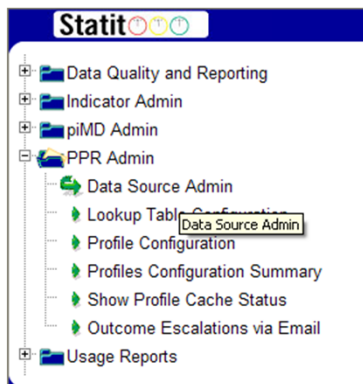 Statit
Data Quality and Reporting
Indicator Admin
piMD Admin
PPR Admin
Data Source Admin
Lookup Table Configuration
Data Source Admin
Profile Configuration
Profiles Configuration Summary
Show Profile Cache Status
Outcome Escalations via Email
Usage Reports